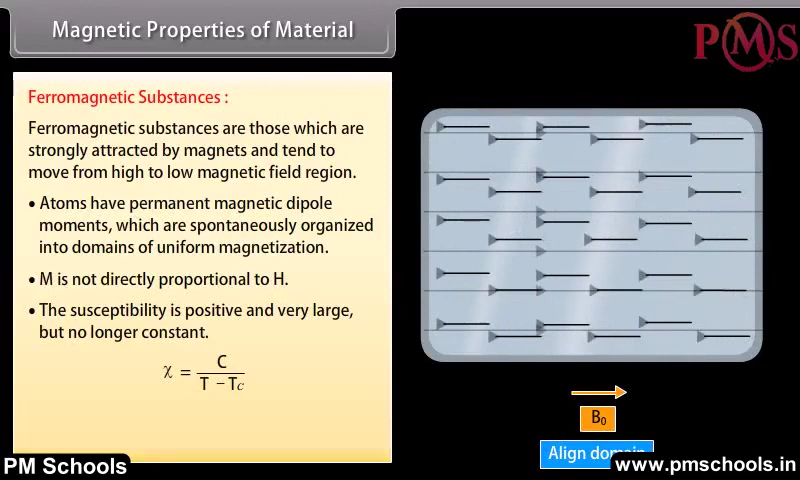 Magnetic Properties of Material
PMS
Ferromagnetic Substances :
Ferromagnetic substances are those which are
strongly attracted by magnets and tend to
move from high to low magnetic field region.
• Atoms have permanent magnetic dipole
moments, which are spontaneously organized
into domains of uniform magnetization.
• M is not directly proportional to H.
• The susceptibility is positive and very large,
but no longer constant.
χ = C / T − Tc
B₀
Align domain
PM Schools
www.pmschools.in